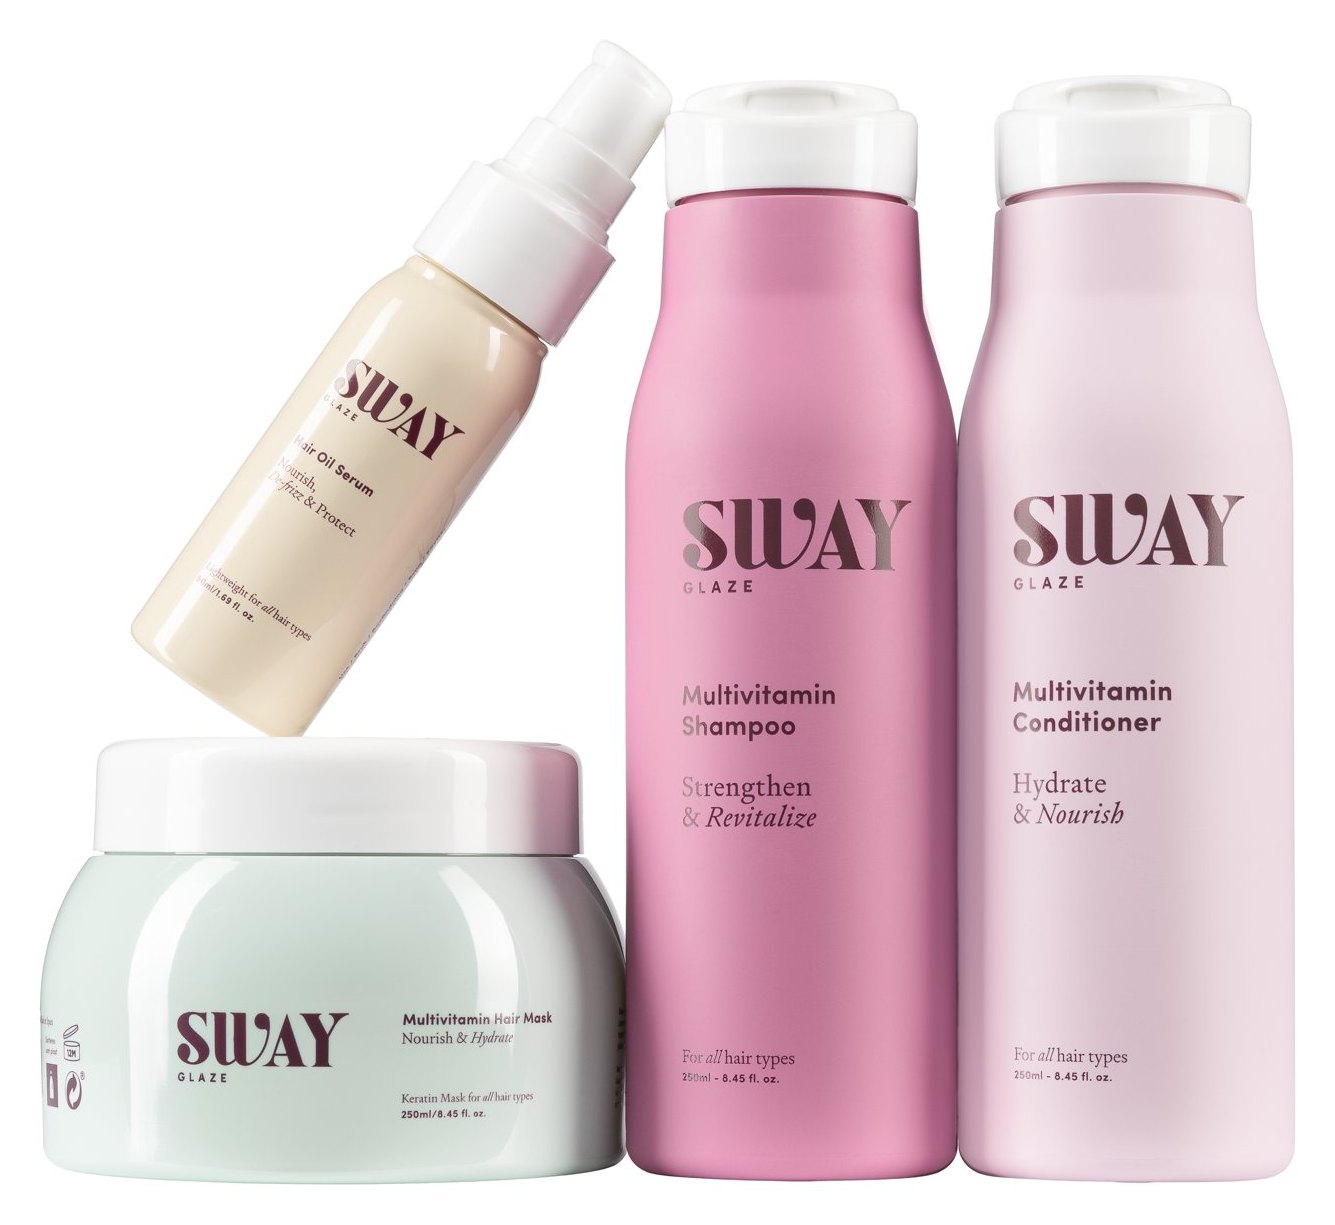 SWAY
GLAZE
Hair Oil Serum
Nourish,
De-frizz & Protect
Lightweight for all hair types
50ml/1.69 fl. oz.
SWAY
GLAZE
Multivitamin
Shampoo
Strengthen
& Revitalize
For all hair types
250ml - 8.45 fl. oz.
SWAY
GLAZE
Multivitamin
Conditioner
Hydrate
& Nourish
For all hair types
250ml - 8.45 fl. oz.
12M
SWAY
GLAZE
Multivitamin Hair Mask
Nourish & Hydrate
Keratin Mask for all hair types
250ml/8.45 fl. oz.